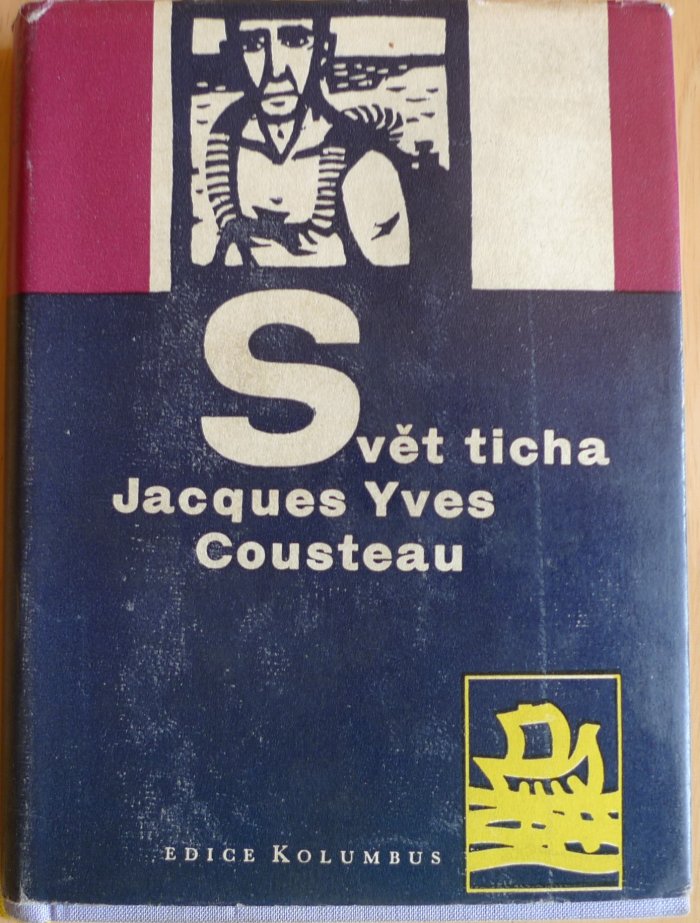 Svět ticha
Jacques Yves
Cousteau
EDICE KOLUMBUS